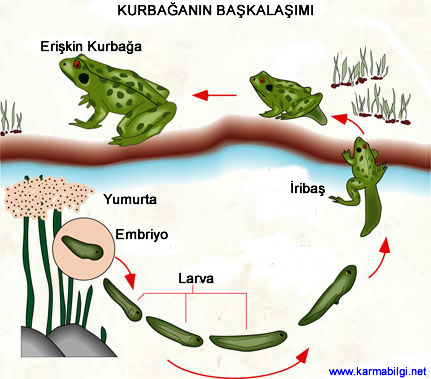 KURBAĞANIN BAŞKALAŞIMI
Erişkin Kurbağa
Yumurta
İribaş
Embriyo
Larva
www.karmabilgi.net